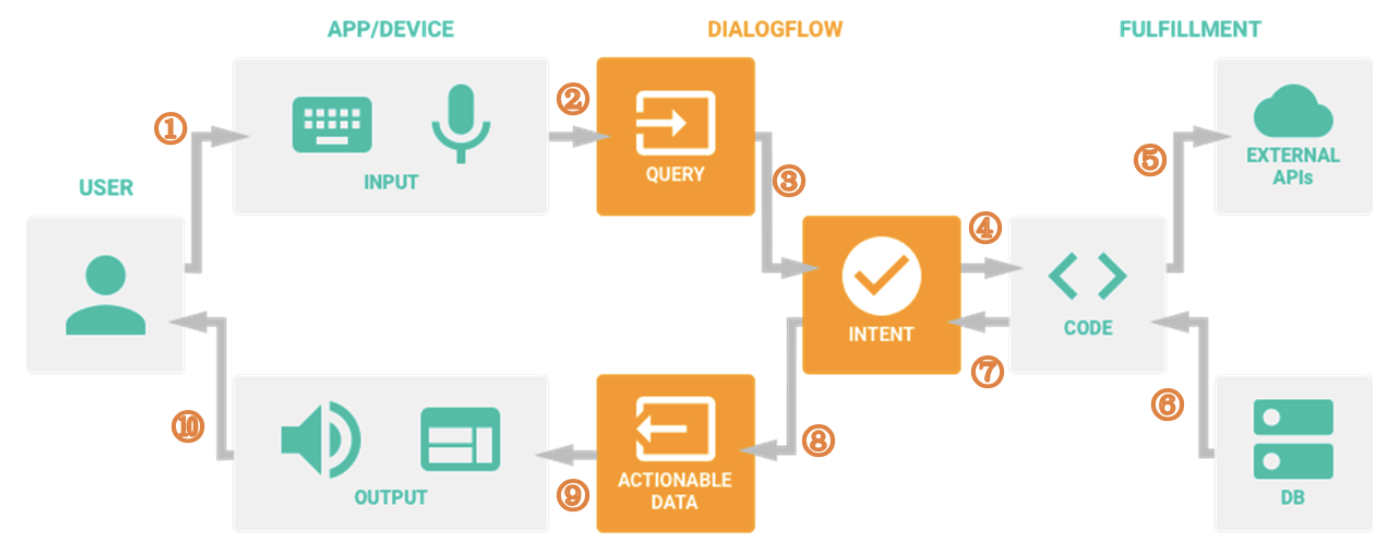 APP/DEVICE
DIALOGFLOW
FULFILLMENT
①
②
③
④
⑤
USER
INPUT
QUERY
EXTERNAL
APIs
INTENT
CODE
⑥
⑦
⑧
⑨
⑩
OUTPUT
ACTIONABLE
DATA
DB